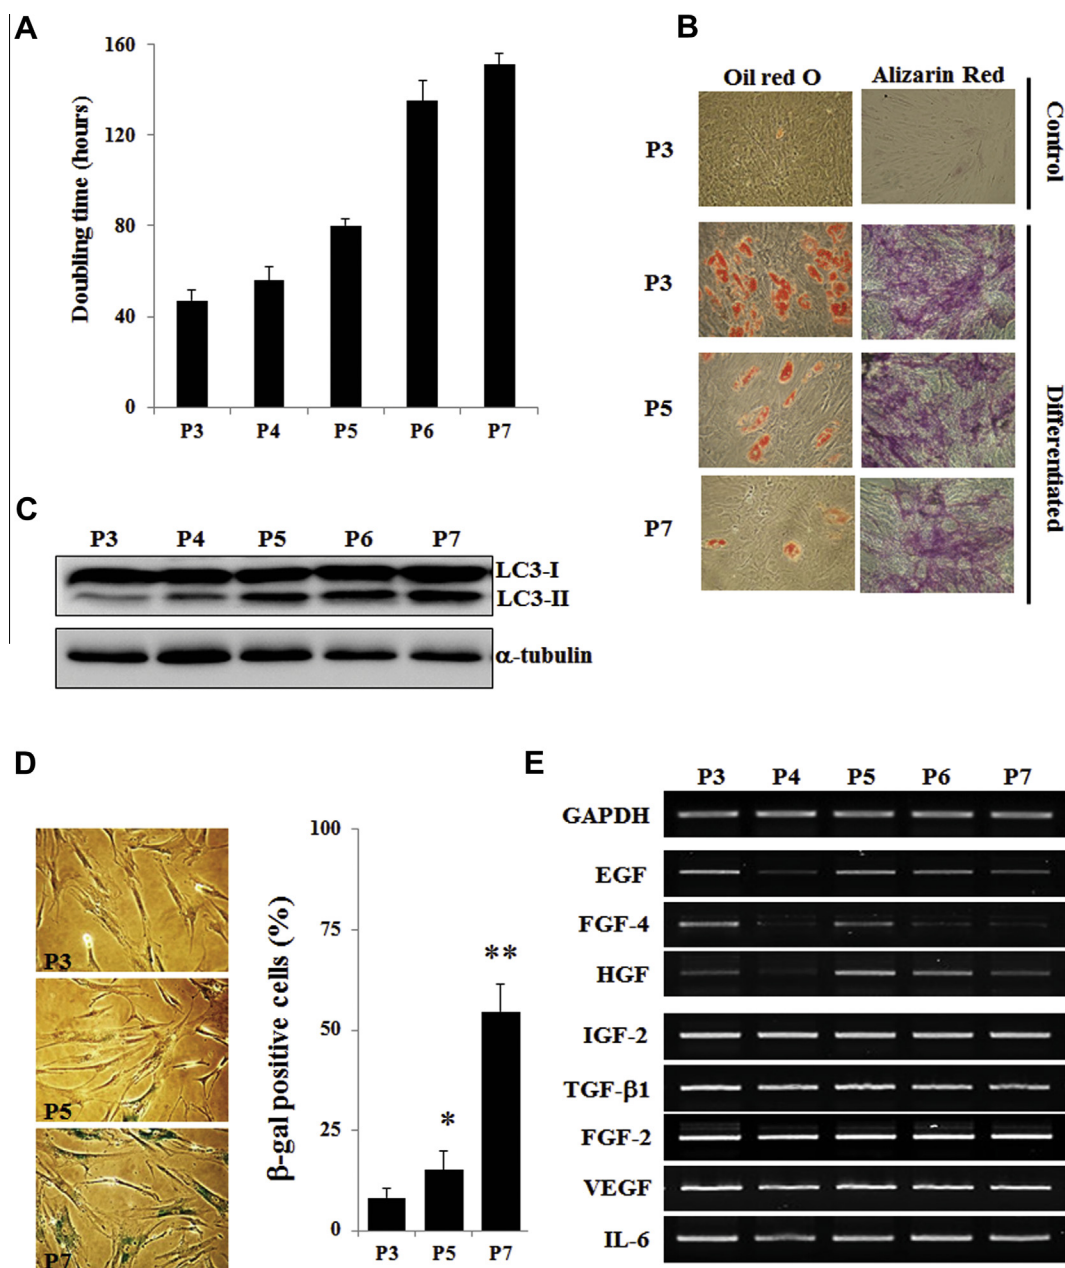 A
160
120
80
40
0
Doubling time (hours)
P3 P4 P5 P6 P7
B
Oil red O Alizarin Red
P3
P3
P5
P7
Control
Differentiated
C
P3 P4 P5 P6 P7
LC3-I
LC3-II
α-tubulin
D
P3
P5
P7
β-gal positive cells (%)
100
75
50
25
0
*
**
P3 P5 P7
E
P3 P4 P5 P6 P7
GAPDH
EGF
FGF-4
HGF
IGF-2
TGF-β1
FGF-2
VEGF
IL-6